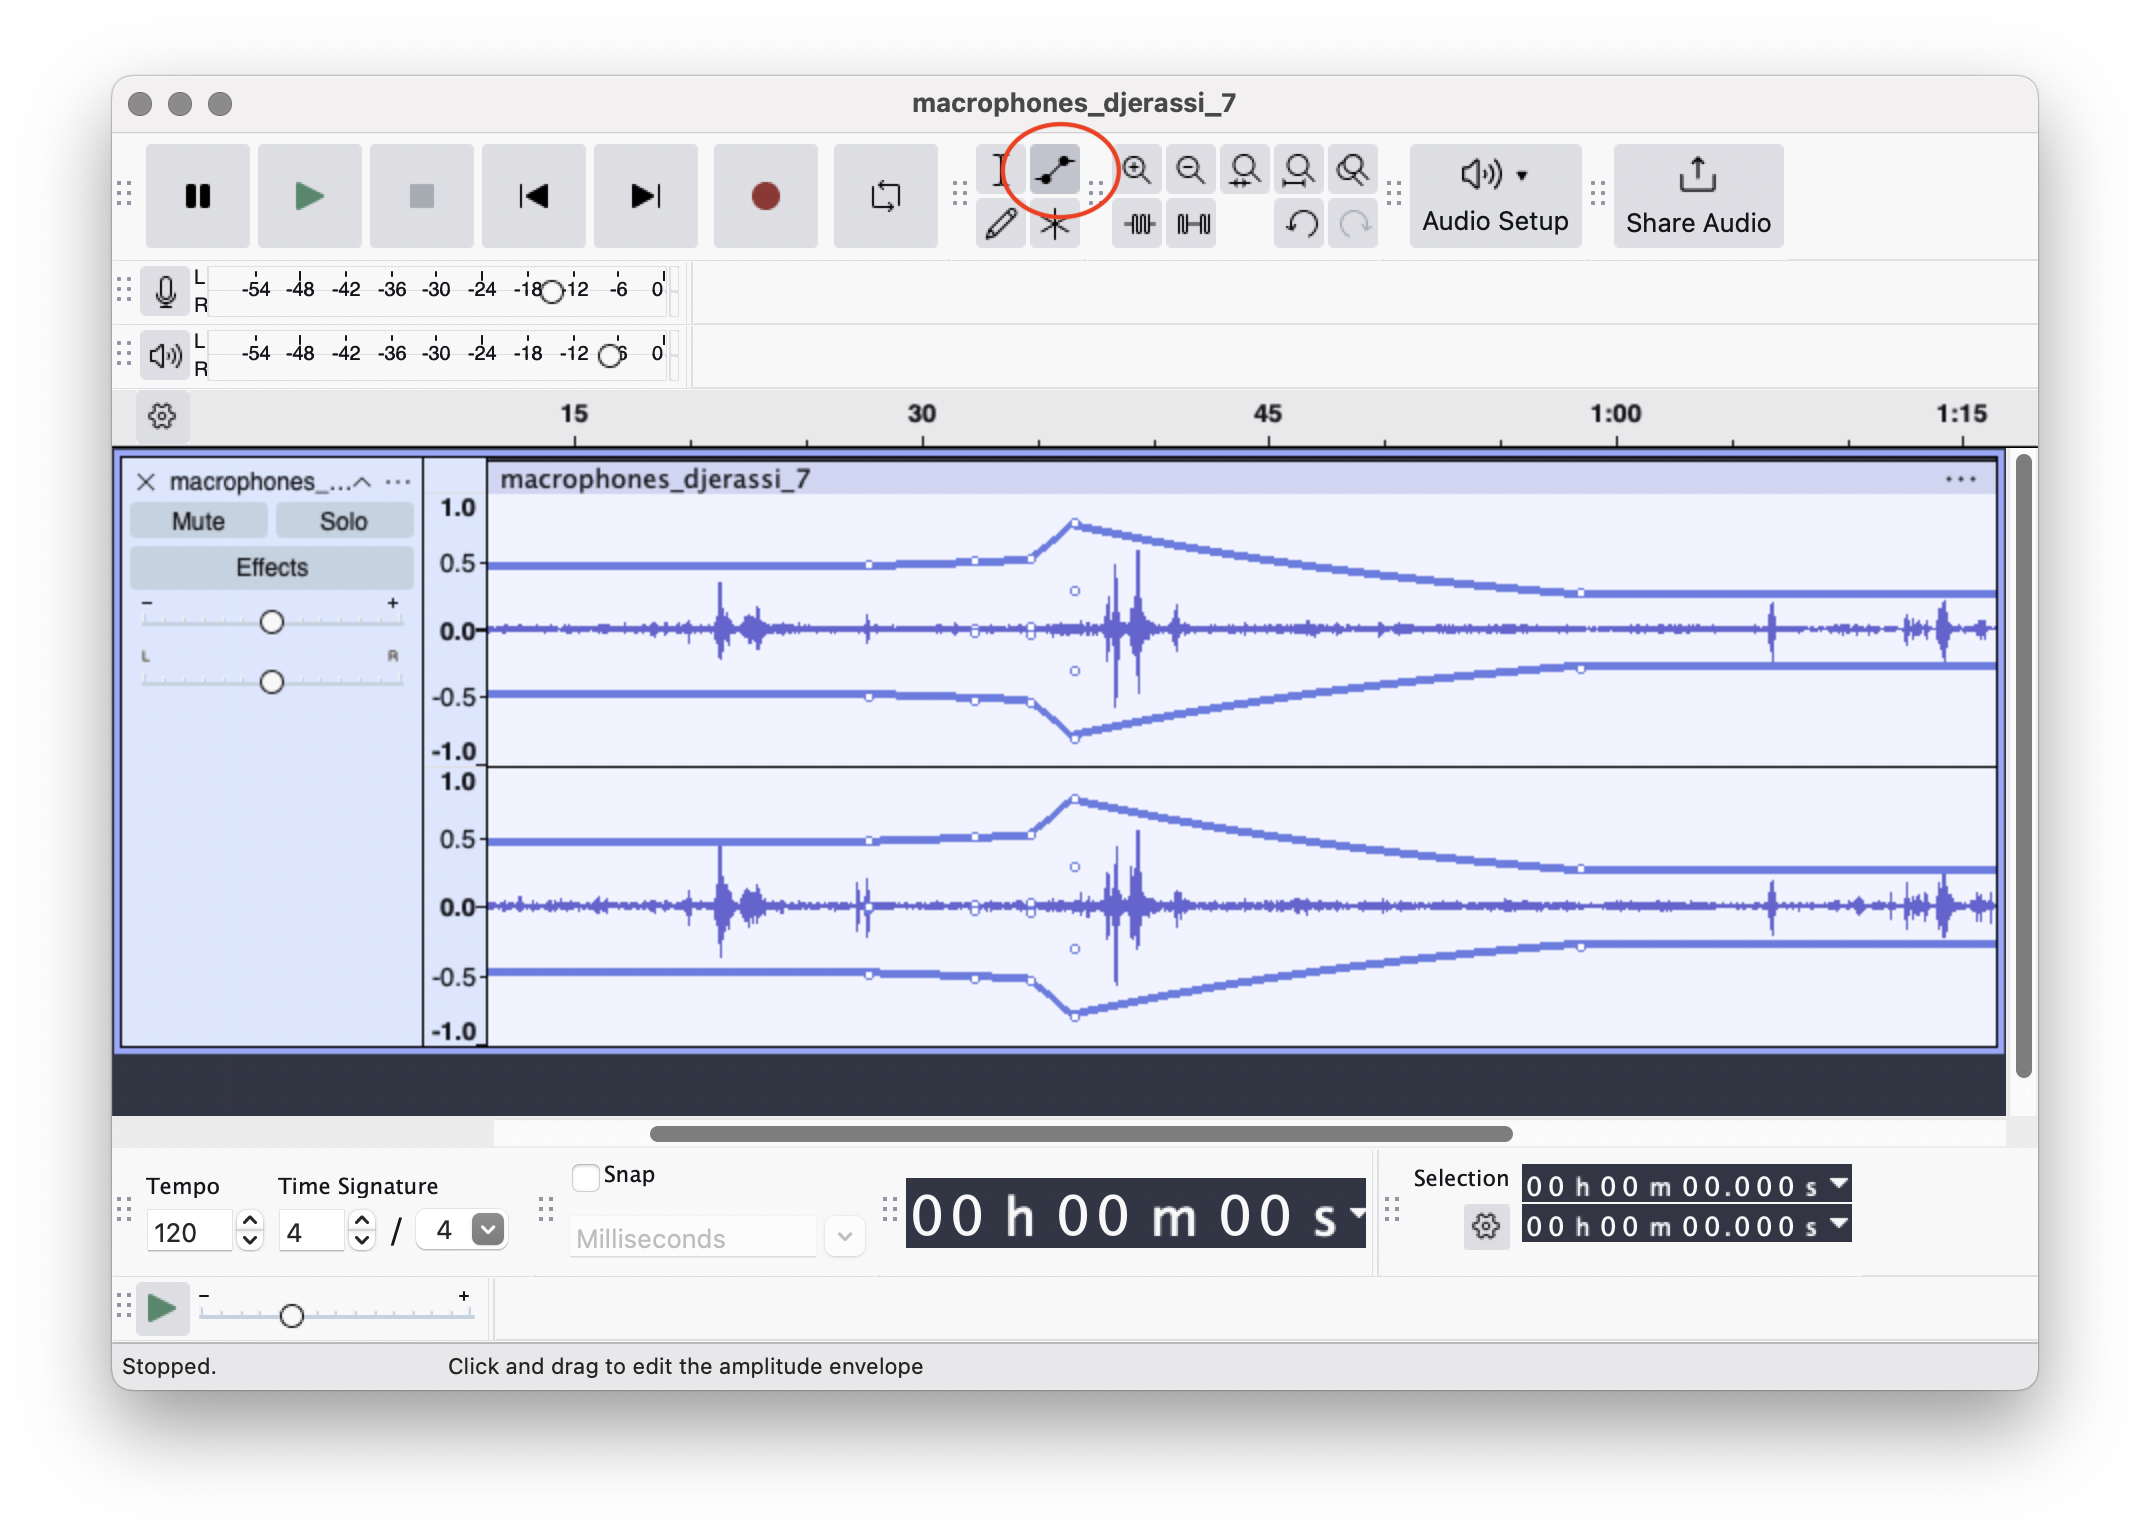 macrophones_djerassi_7
Audio Setup
Share Audio
L
R
-54 -48 -42 -36 -30 -24 -18 -12 -6 0
L
R
-54 -48 -42 -36 -30 -24 -18 -12 0
15 30 45 1:00 1:15
macrophones_...
macrophones_djerassi_7
Mute Solo
Effects
- +
L R
1.0
0.5
0.0
-0.5
-1.0
1.0
0.5
0.0
-0.5
-1.0
Tempo
120
Time Signature
4 / 4
Snap
Milliseconds
00 h 00 m 00 s
Selection
00 h 00 m 00.000 s
00 h 00 m 00.000 s
- +
Stopped.
Click and drag to edit the amplitude envelope